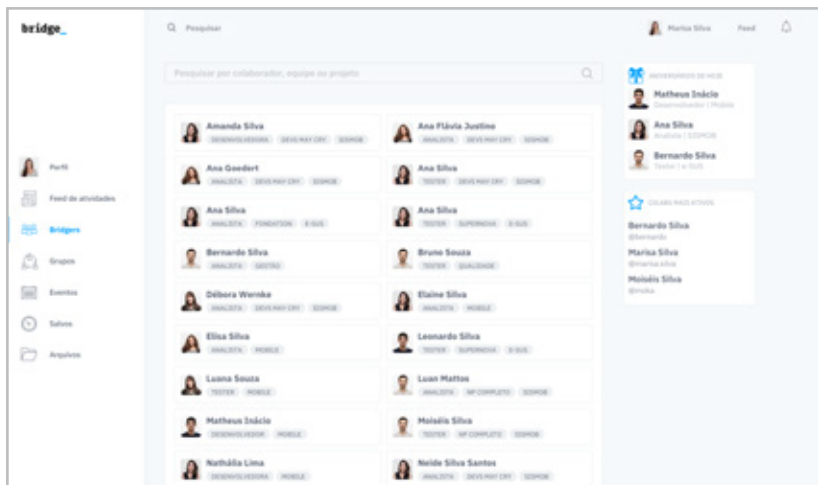 bridge_
Pesquisar
Marisa Silva
Feed
Pesquisar por colaborador, equipe ou projeto
Perfil
Feed de atividades
Bridgers
Grupos
Eventos
Salvos
Arquivos
Amanda Silva
DESENVOLVEDORA DEVS MAY CRY SISMOB
Ana Flávia Justino
ANALISTA DEVS MAY CRY SISMOB
Ana Goedert
ANALISTA DEVS MAY CRY SISMOB
Ana Silva
TESTER DEVS MAY CRY SISMOB
Ana Silva
ANALISTA FONDATION E-SUS
Ana Silva
TESTER SUPERNOVA E-SUS
Bernardo Silva
ANALISTA GESTÃO
Bruno Souza
TESTER QUALIDADE
Débora Wernke
ANALISTA DEVS MAY CRY SISMOB
Elaine Silva
ANALISTA MOBILE
Elisa Silva
ANALISTA MOBILE
Leonardo Silva
TESTER SUPERNOVA E-SUS
Luana Souza
TESTER MOBILE
Luan Mattos
ANALISTA NP COMPLETO SISMOB
Matheus Inácio
DESENVOLVEDOR MOBILE
Moiséis Silva
TESTER NP COMPLETO SISMOB
Nathália Lima
DESENVOLVEDORA MOBILE
Neide Silva Santos
ANALISTA DEVS MAY CRY SISMOB
ANIVERSÁRIOS DE HOJE
Matheus Inácio
Desenvolvedor | Mobile
Ana Silva
Analista | SISMOB
Bernardo Silva
Tester | e-SUS
COLABS MAIS ATIVOS
Bernardo Silva
@bernardo
Marisa Silva
@marisa.silva
Moiséis Silva